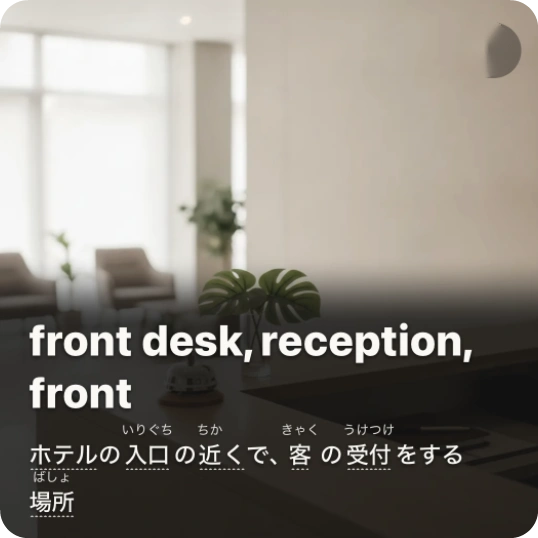 front desk, reception,
front
いりぐち ちか きゃく うけつけ
ホテルの入口の近くで、客の受付をする
ばしょ
場所